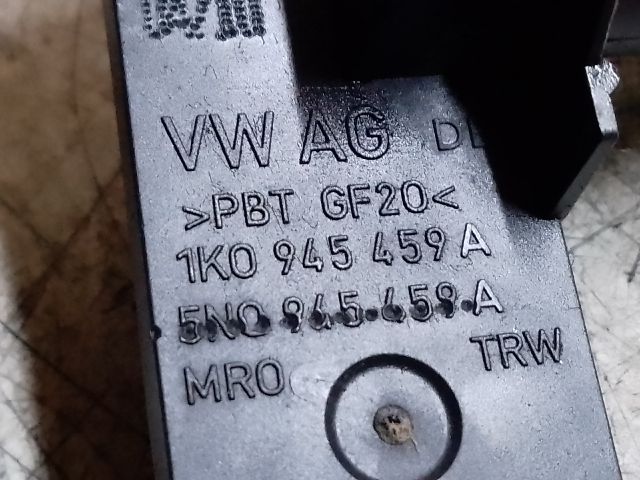 VW AG
>PBT GF20<
1K0 945 459 A
5N0 945 459 A
MRO TRW